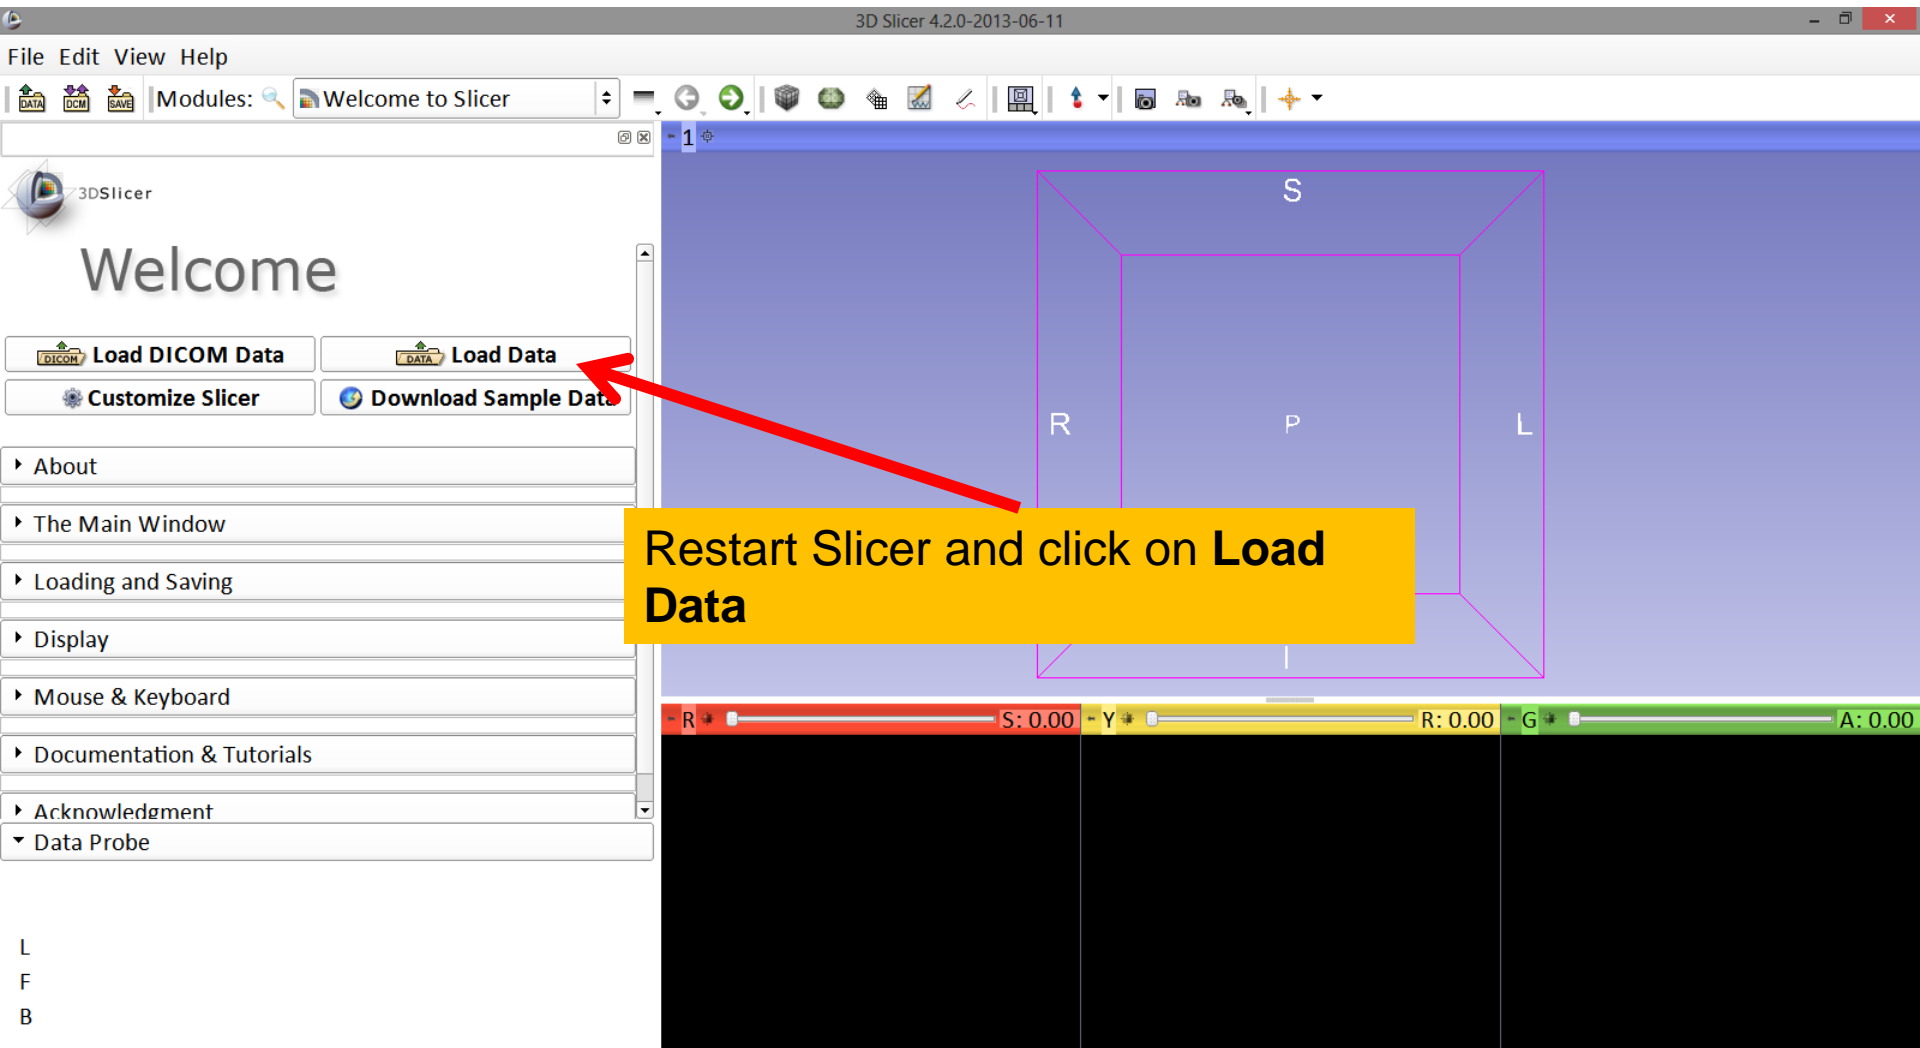 3D Slicer 4.2.0-2013-06-11
File Edit View Help
DATA DCM SAVE Modules: Welcome to Slicer
1
3DSlicer
Welcome
DICOM Load DICOM Data
DATA Load Data
Customize Slicer
Download Sample Data
About
The Main Window
Loading and Saving
Display
Mouse & Keyboard
Documentation & Tutorials
Acknowledgment
Data Probe
L
F
B
S
R P L
I
Restart Slicer and click on Load
Data
R S: 0.00 Y R: 0.00 G A: 0.00